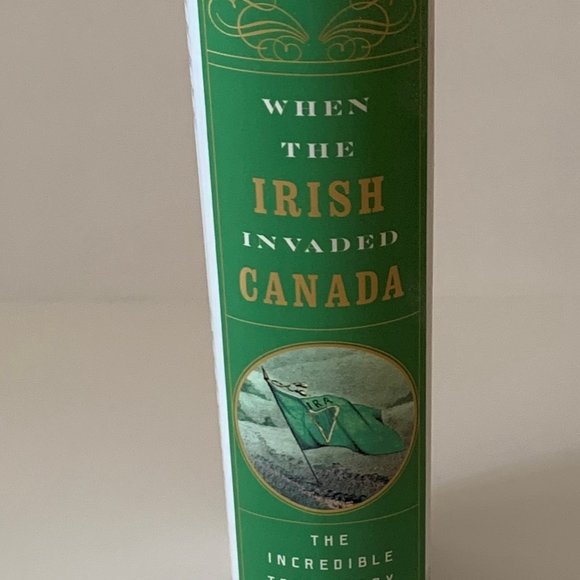 WHEN
THE
IRISH
INVADED
CANADA
IRA
THE
INCREDIBLE